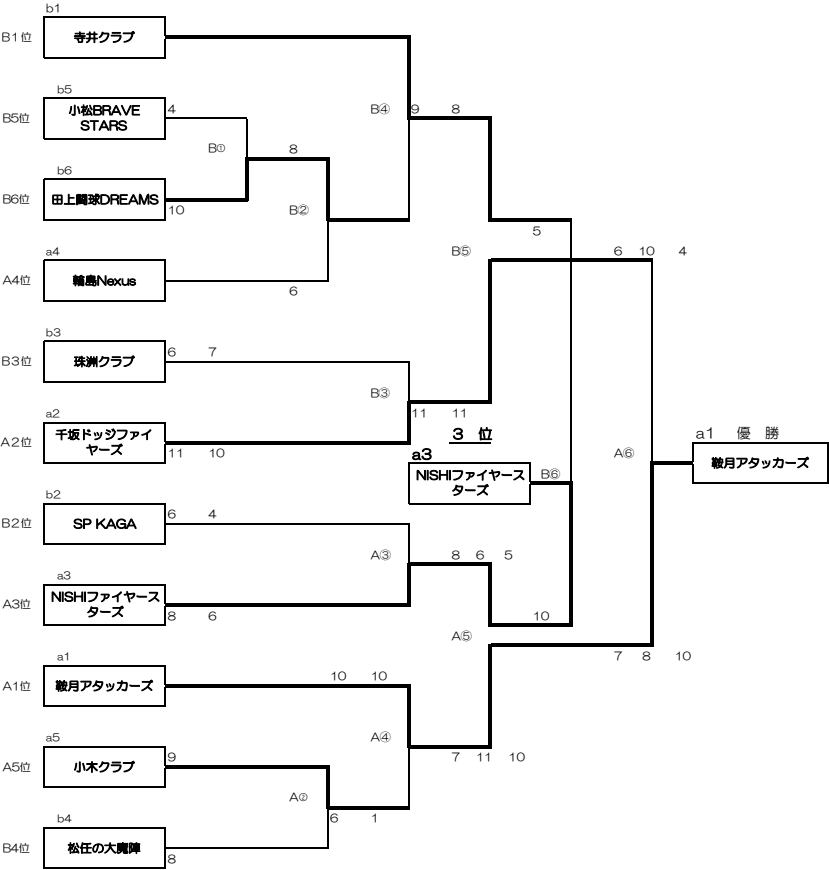 b1
B1位 寺井クラブ
b5
B5位 小松BRAVE
STARS
4 B④ 9 8
B① 8
b6
B6位 田上闘球DREAMS
10 B② 5
a4 B⑤ 6 10 4
A4位 輪島Nexus
6
b3
B3位 珠洲クラブ
6 7
B③
a2 11 11
A2位 千坂ドッジファイ
ヤーズ
11 10
3 位 a1 優 勝
a3 A⑥ 鞍月アタッカーズ
NISHIファイヤース
ターズ
B⑥
b2
B2位 SP KAGA
6 4
A③ 8 6 5
a3
A3位 NISHIファイヤース
ターズ
8 6 10
A⑤
a1 7 8 10
A1位 鞍月アタッカーズ
10 10
a5 A④
A5位 小木クラブ
9 7 11 10
A②
b4 6 1
B4位 松任の大魔陣
8